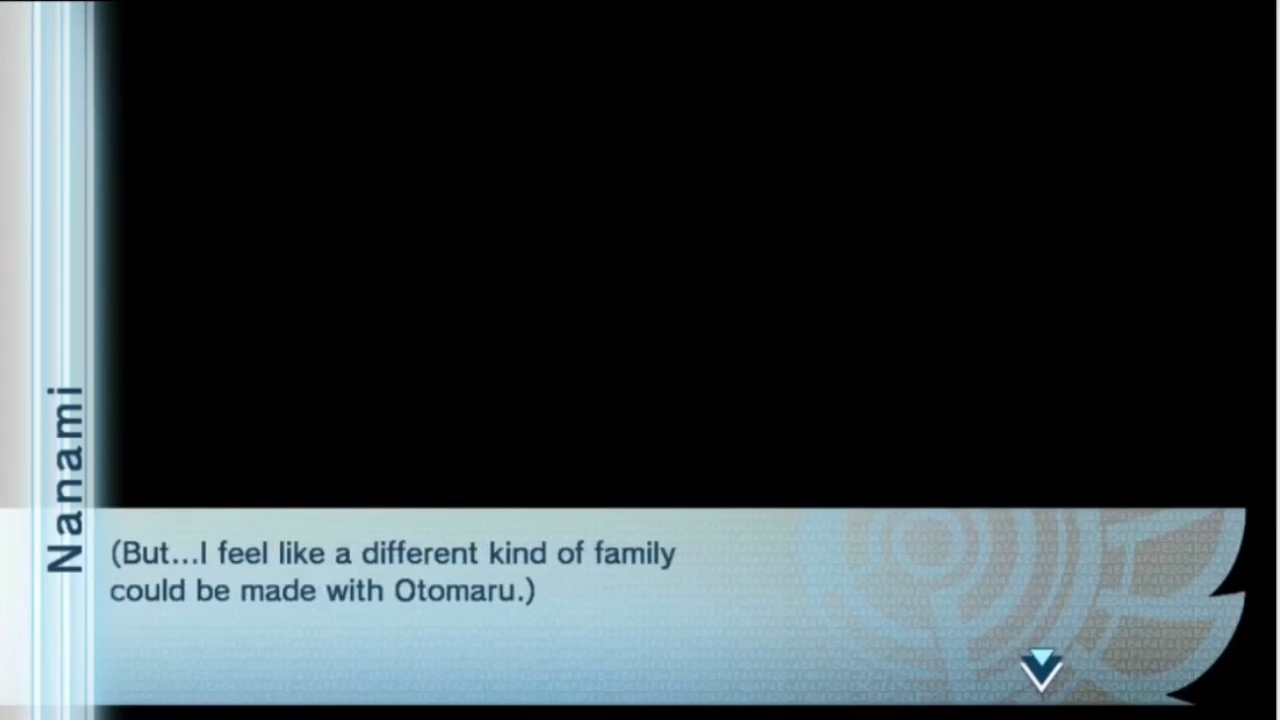 Nanami
(But...I feel like a different kind of family
could be made with Otomaru.)